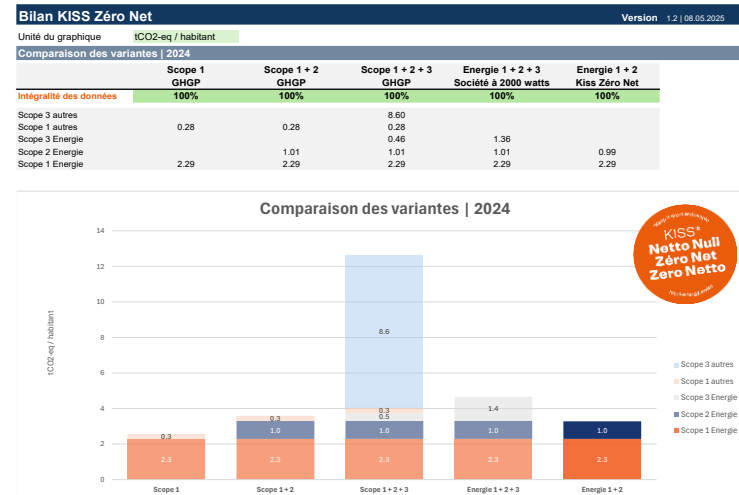 Bilan KISS Zéro Net Version 1.2 | 08.05.2025
Unité du graphique tCO2-eq / habitant
Comparaison des variantes | 2024
Scope 1 Scope 1 + 2 Scope 1 + 2 + 3 Energie 1 + 2 + 3 Energie 1 + 2
GHGP GHGP GHGP Société à 2000 watts Kiss Zéro Net
Intégralité des données 100% 100% 100% 100% 100%
Scope 3 autres 8.60
Scope 1 autres 0.28 0.28 0.28
Scope 3 Energie 0.46 1.36
Scope 2 Energie 1.01 1.01 1.01 0.99
Scope 1 Energie 2.29 2.29 2.29 2.29 2.29
Comparaison des variantes | 2024
KISS*
Netto Null
Zéro Net
Zero Netto
tCO2-eq / habitant
14
12
10
8
6
4
2
0
0.3
2.3
0.3
1.0
2.3
8.6
0.3
0.5
1.0
2.3
1.4
1.0
2.3
1.0
2.3
Scope 1 Scope 1 + 2 Scope 1 + 2 + 3 Energie 1 + 2 + 3 Energie 1 + 2
Scope 3 autres
Scope 1 autres
Scope 3 Energie
Scope 2 Energie
Scope 1 Energie